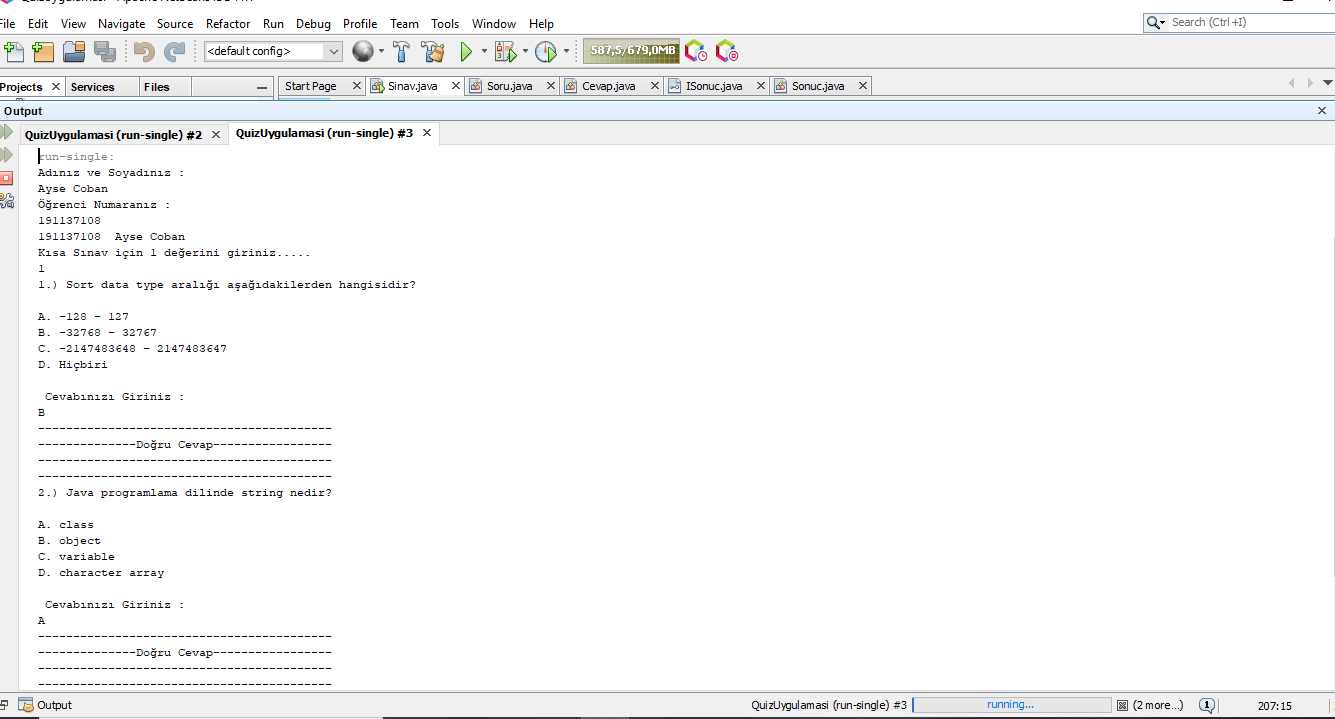 File Edit View Navigate Source Refactor Run Debug Profile Team Tools Window Help
Search (Ctrl+I)
<default config>
587,5/679,0MB
Projects Services Files
Start Page Sinav.java Soru.java Cevap.java ISonuc.java Sonuc.java
Output
QuizUygulamasi (run-single) #2 QuizUygulamasi (run-single) #3
run-single:
Adınız ve Soyadınız :
Ayse Coban
Öğrenci Numaranız :
191137108
191137108 Ayse Coban
Kısa Sınav için 1 değerini giriniz.....
1
1.) Sort data type aralığı aşağıdakilerden hangisidir?
A. -128 - 127
B. -32768 - 32767
C. -2147483648 - 2147483647
D. Hiçbiri
Cevabınızı Giriniz :
B
------------------------------------------
--------------Doğru Cevap-----------------
------------------------------------------
------------------------------------------
2.) Java programlama dilinde string nedir?
A. class
B. object
C. variable
D. character array
Cevabınızı Giriniz :
A
------------------------------------------
--------------Doğru Cevap-----------------
------------------------------------------
------------------------------------------
Output QuizUygulamasi (run-single) #3 running... (2 more...) 1 207:15